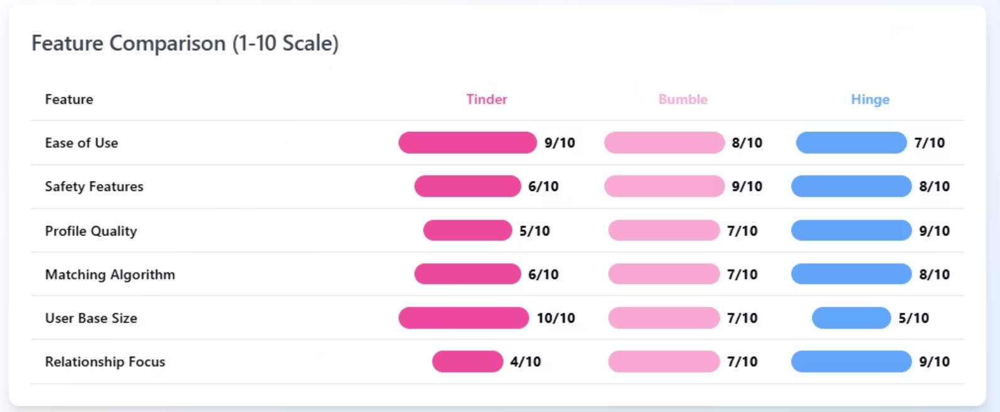 Feature Comparison (1-10 Scale)
Feature Tinder Bumble Hinge
Ease of Use 9/10 8/10 7/10
Safety Features 6/10 9/10 8/10
Profile Quality 5/10 7/10 9/10
Matching Algorithm 6/10 7/10 8/10
User Base Size 10/10 7/10 5/10
Relationship Focus 4/10 7/10 9/10